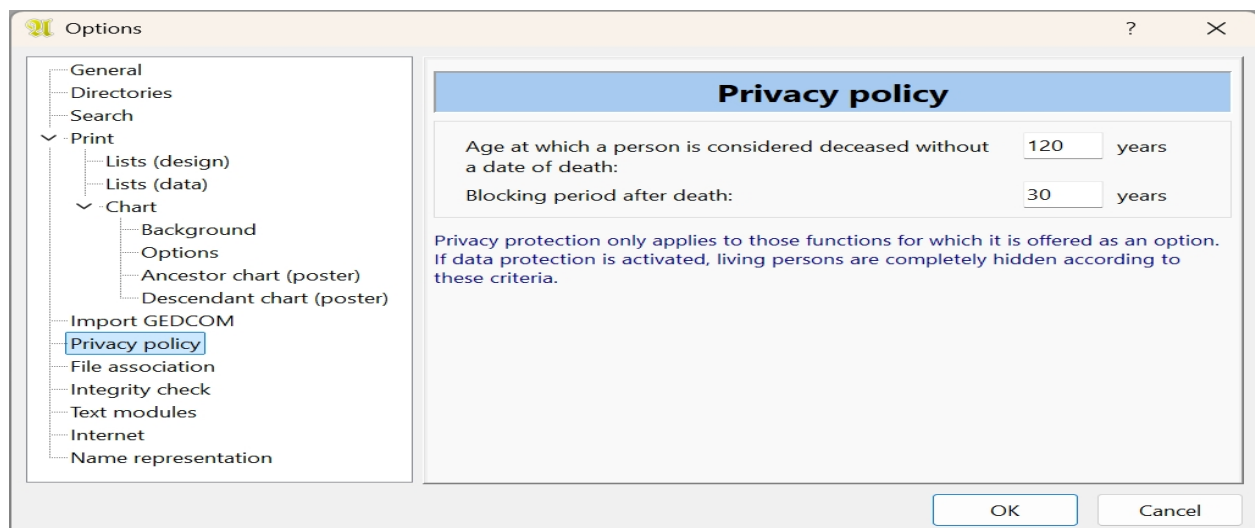 Options
?
General
Directories
Search
Print
Lists (design)
Lists (data)
Chart
Background
Options
Ancestor chart (poster)
Descendant chart (poster)
Import GEDCOM
Privacy policy
File association
Integrity check
Text modules
Internet
Name representation
Privacy policy
Age at which a person is considered deceased without 120 years
a date of death:
Blocking period after death: 30 years
Privacy protection only applies to those functions for which it is offered as an option.
If data protection is activated, living persons are completely hidden according to
these criteria.
OK Cancel